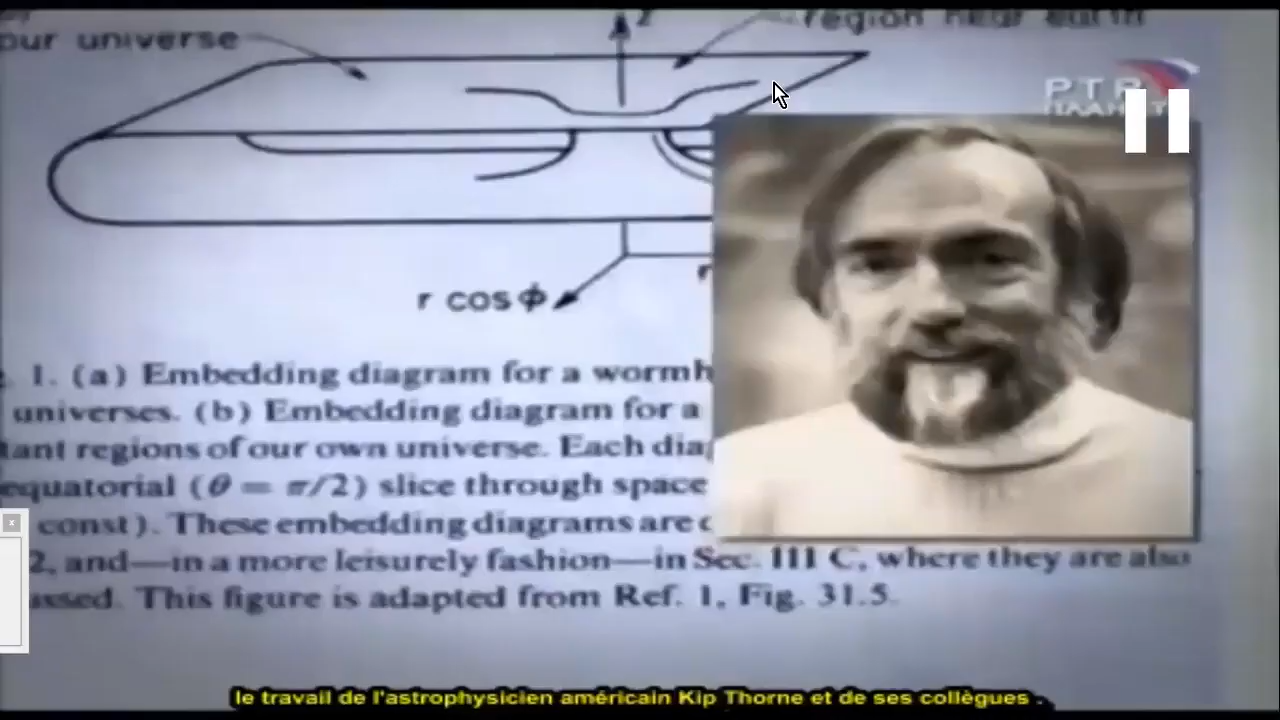 our universe
z
region near earth
РТР
ПЛАНЕТА
r cos ϕ
r
. 1. (a) Embedding diagram for a wormh
universes. (b) Embedding diagram for a
tant regions of our own universe. Each diag
equatorial (θ = π/2) slice through space
const). These embedding diagrams are c
2, and—in a more leisurely fashion—in Sec. III C, where they are also
ussed. This figure is adapted from Ref. 1, Fig. 31.5.
x
le travail de l'astrophysicien américain Kip Thorne et de ses collègues .